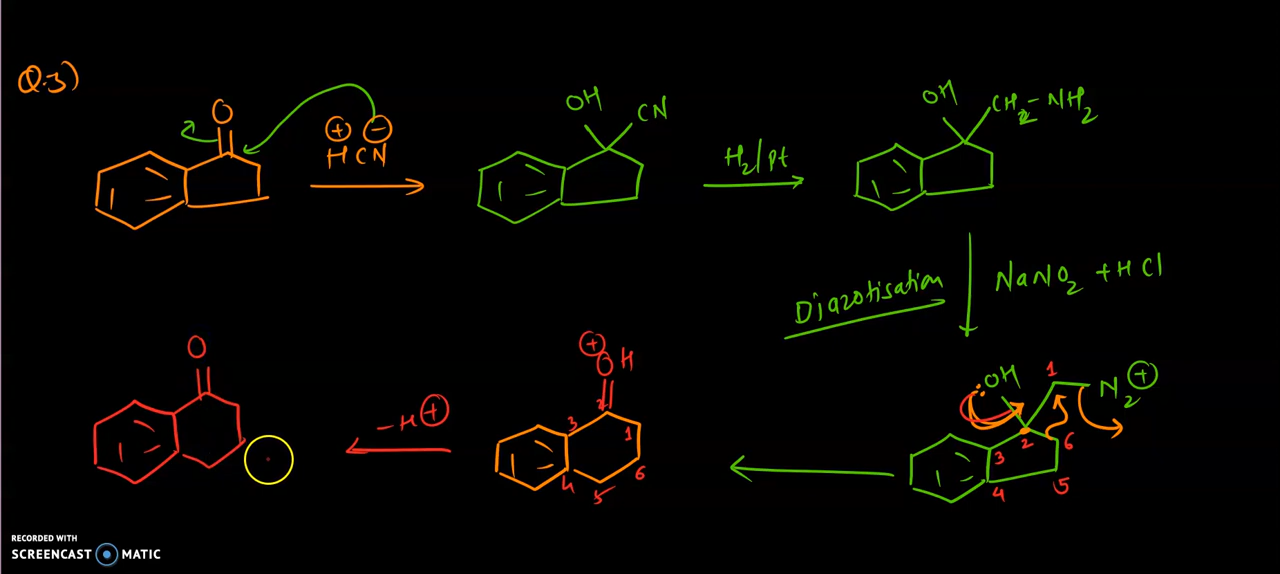 Q.3)
O
⊕ ⊖
HCN
OH
CN
H2/Pt
OH
CH2-NH2
Diazotisation
NaNO2 + HCl
OH
1
N2⊕
2
3
4
5
6
⊕
OH
2
3
1
4
5
6
-H⊕
O
RECORDED WITH
SCREENCAST MATIC